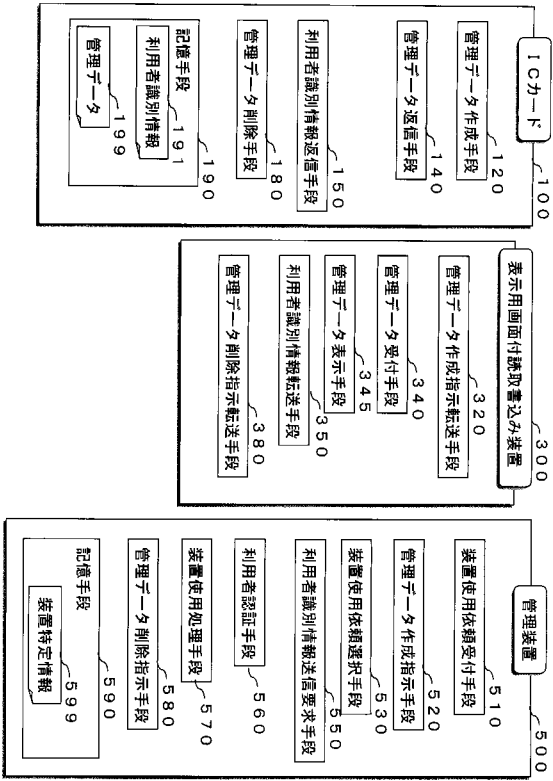 ICカード
100
管理データ作成手段
120
管理データ返信手段
140
利用者識別情報返信手段
150
管理データ削除手段
180
記憶手段
190
利用者識別情報
191
管理データ
199
表示用画面付読取書込み装置
300
管理データ作成指示転送手段
320
管理データ受付手段
340
管理データ表示手段
345
利用者識別情報転送手段
350
管理データ削除指示転送手段
380
管理装置
500
装置使用依頼受付手段
510
管理データ作成指示手段
520
装置使用依頼選択手段
530
利用者識別情報送信要求手段
550
利用者認証手段
560
装置使用処理手段
570
管理データ削除指示手段
580
記憶手段
590
装置特定情報
599